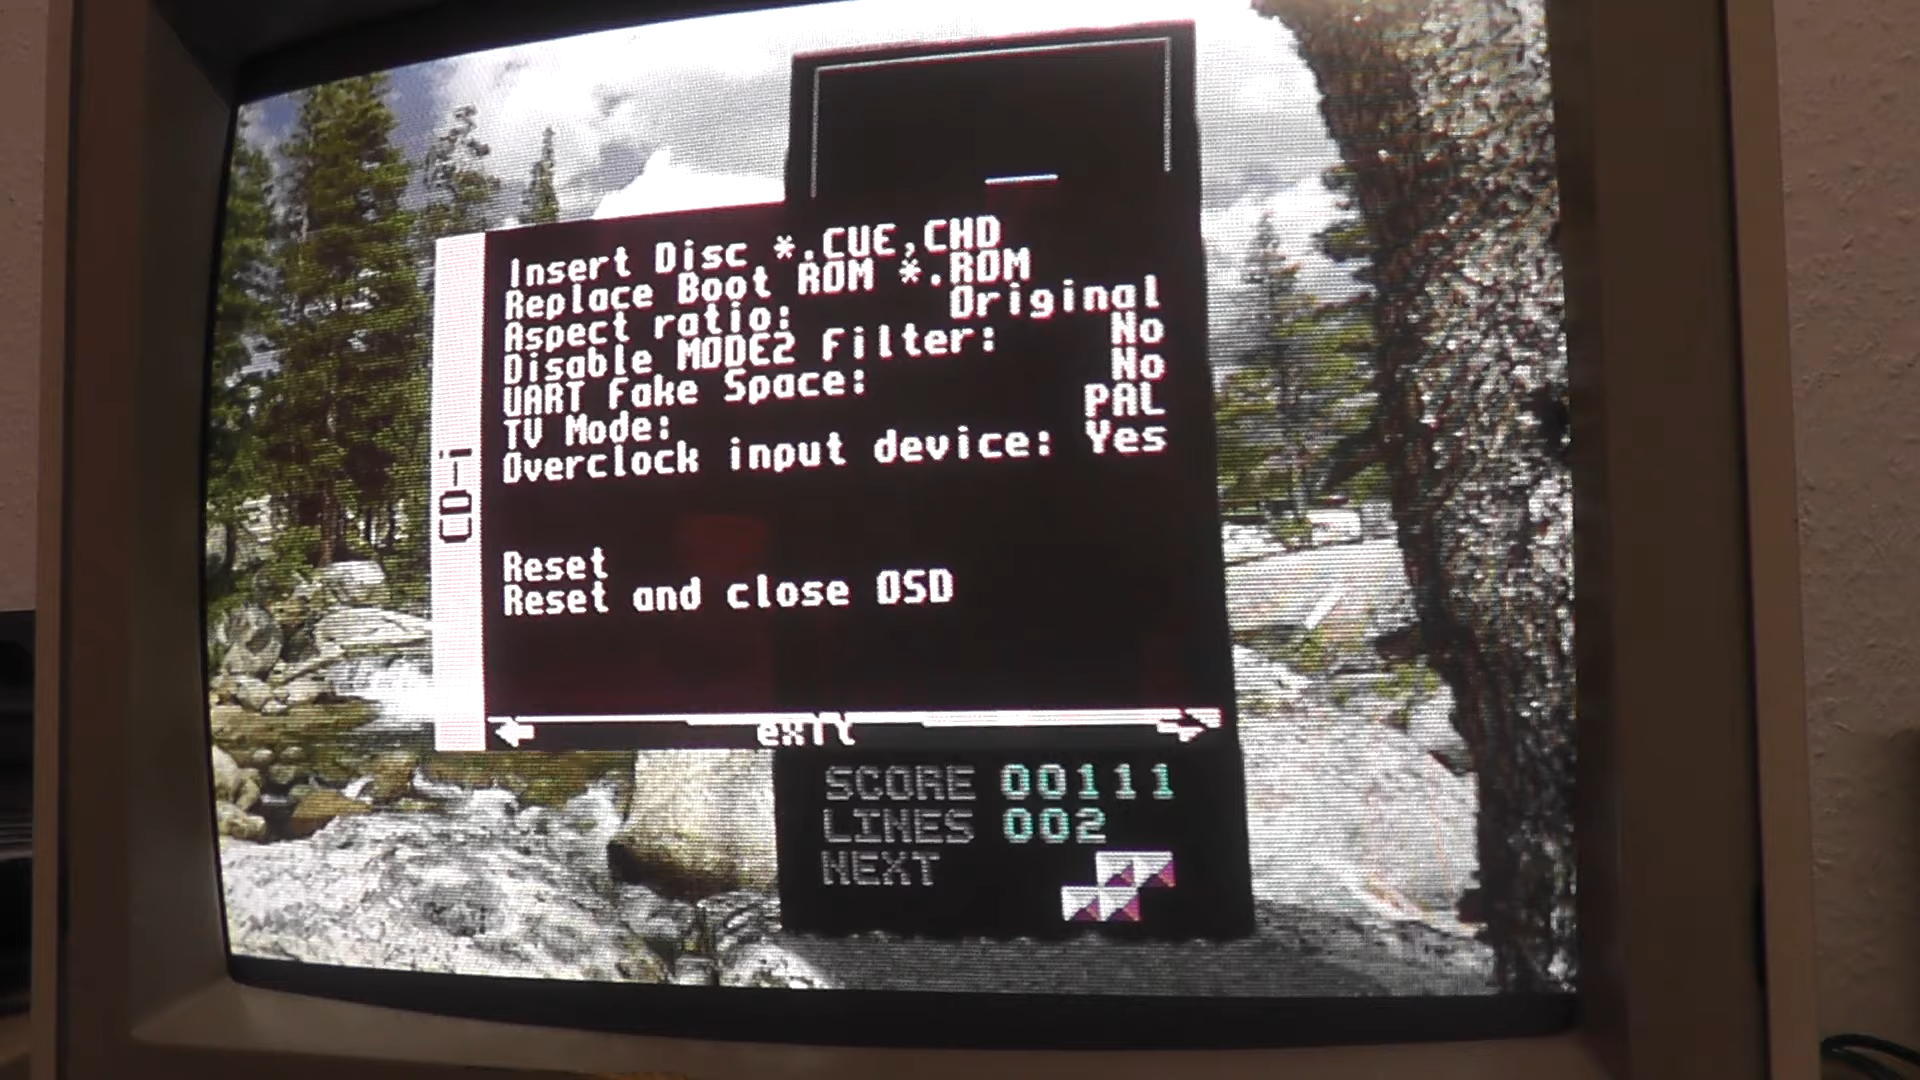 CD-i
Insert Disc *.CUE,CHD
Replace Boot ROM *.ROM
Aspect ratio: Original
Disable MODE2 Filter: No
UART Fake Space: No
TV Mode: PAL
Overclock input device: Yes
Reset
Reset and close OSD
exit
SCORE 00111
LINES 002
NEXT